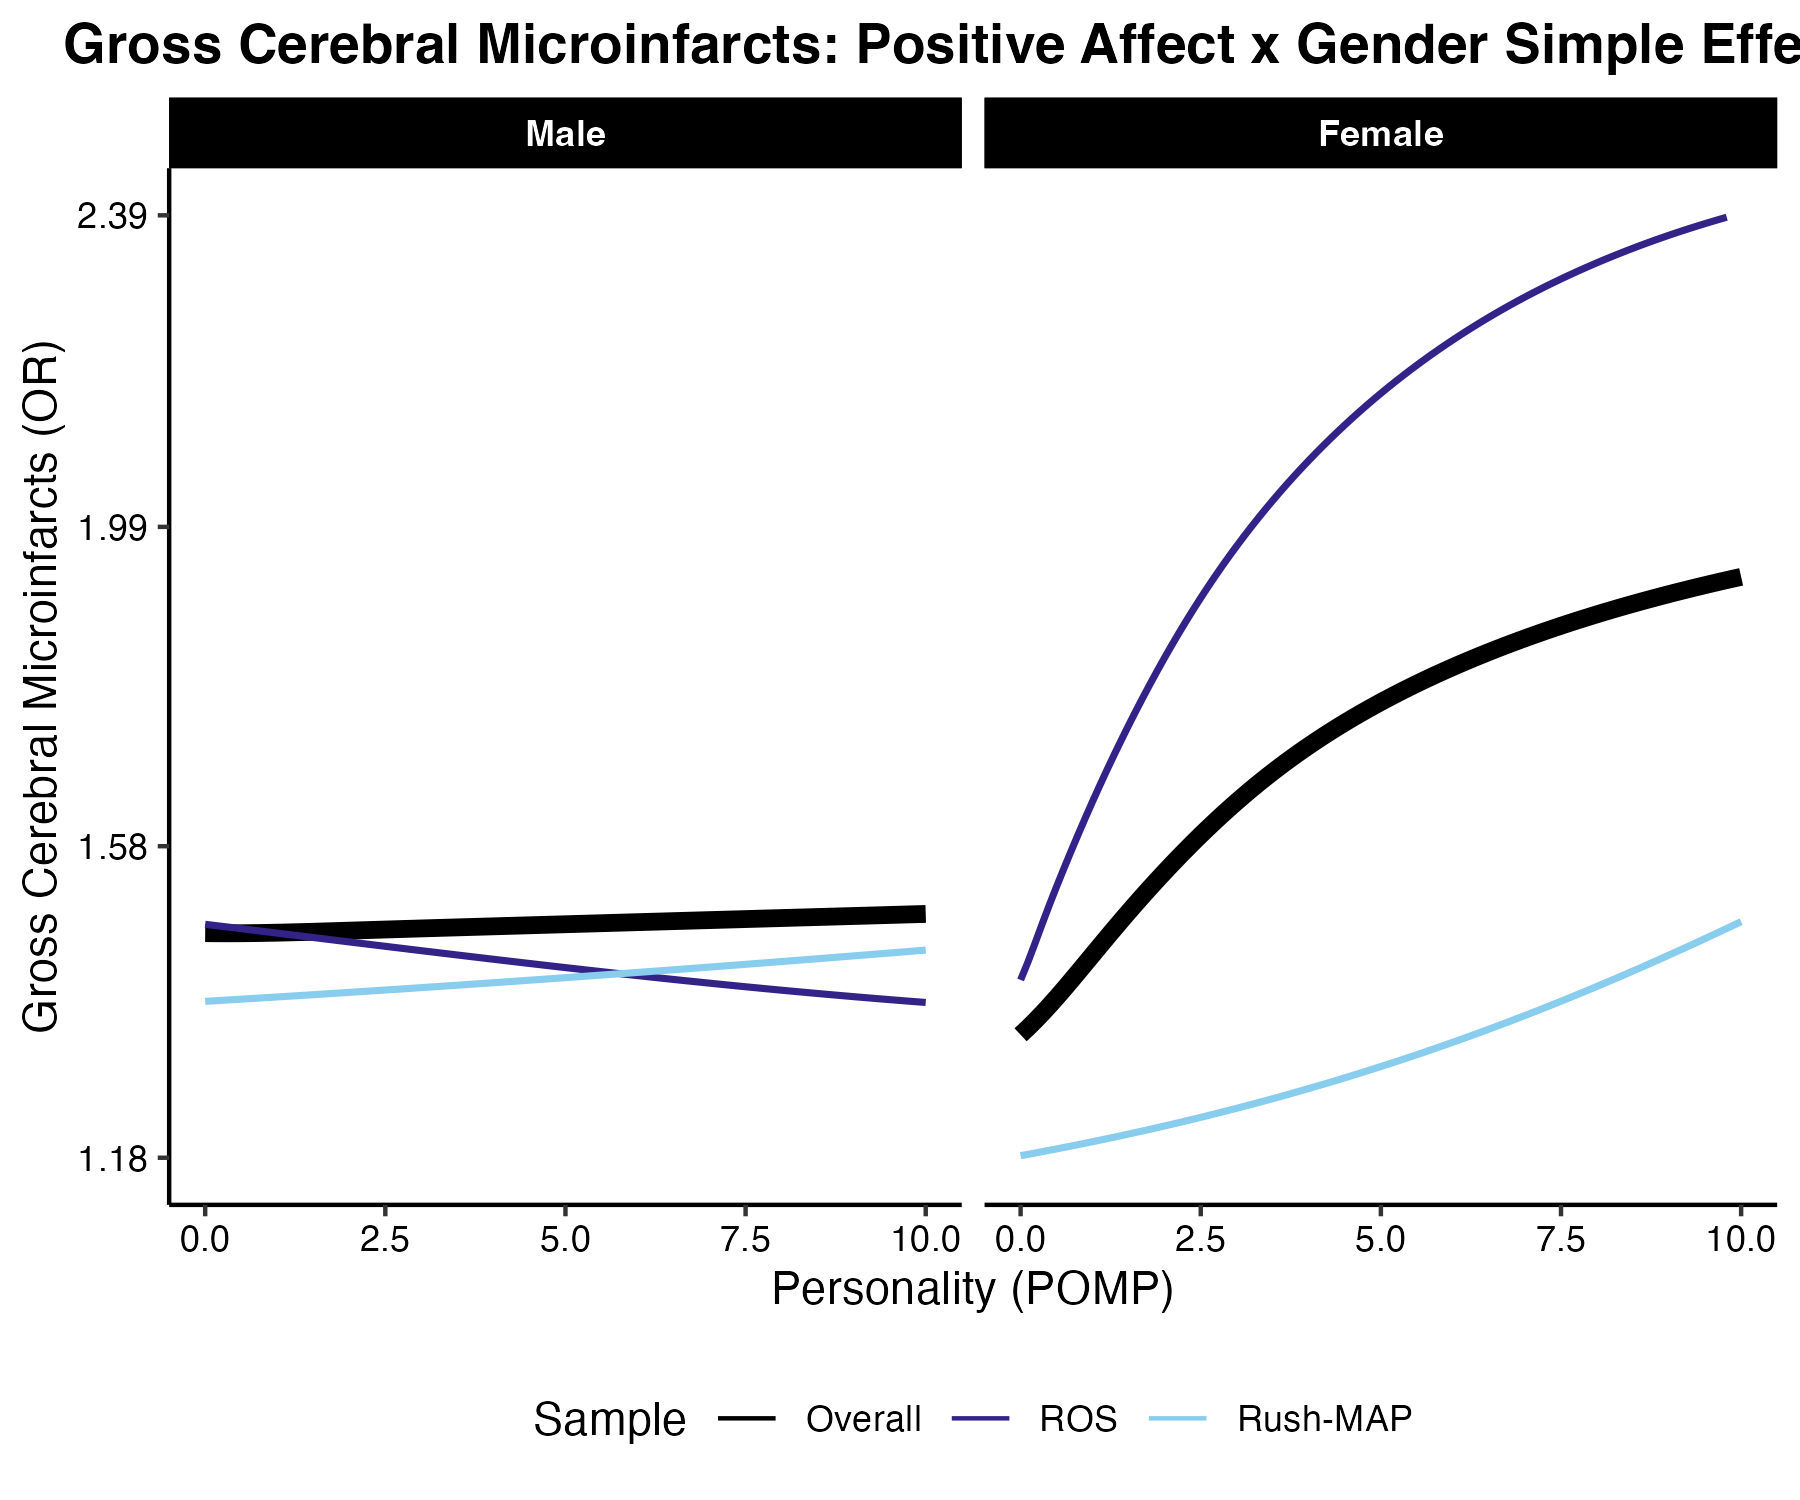 Gross Cerebral Microinfarcts: Positive Affect x Gender Simple Effe
Male
Female
Gross Cerebral Microinfarcts (OR)
2.39
1.99
1.58
1.18
0.0 2.5 5.0 7.5 10.0
0.0 2.5 5.0 7.5 10.0
Personality (POMP)
Sample Overall ROS Rush-MAP